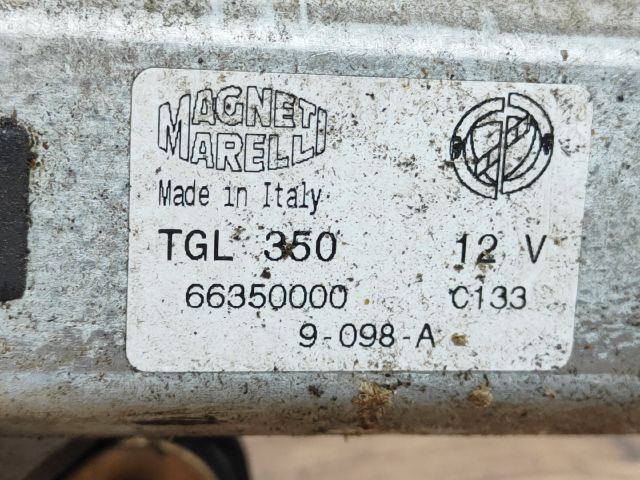 MAGNETI
MARELLI
Made in Italy
TGL 350 12 V
66350000 C133
9-098-A